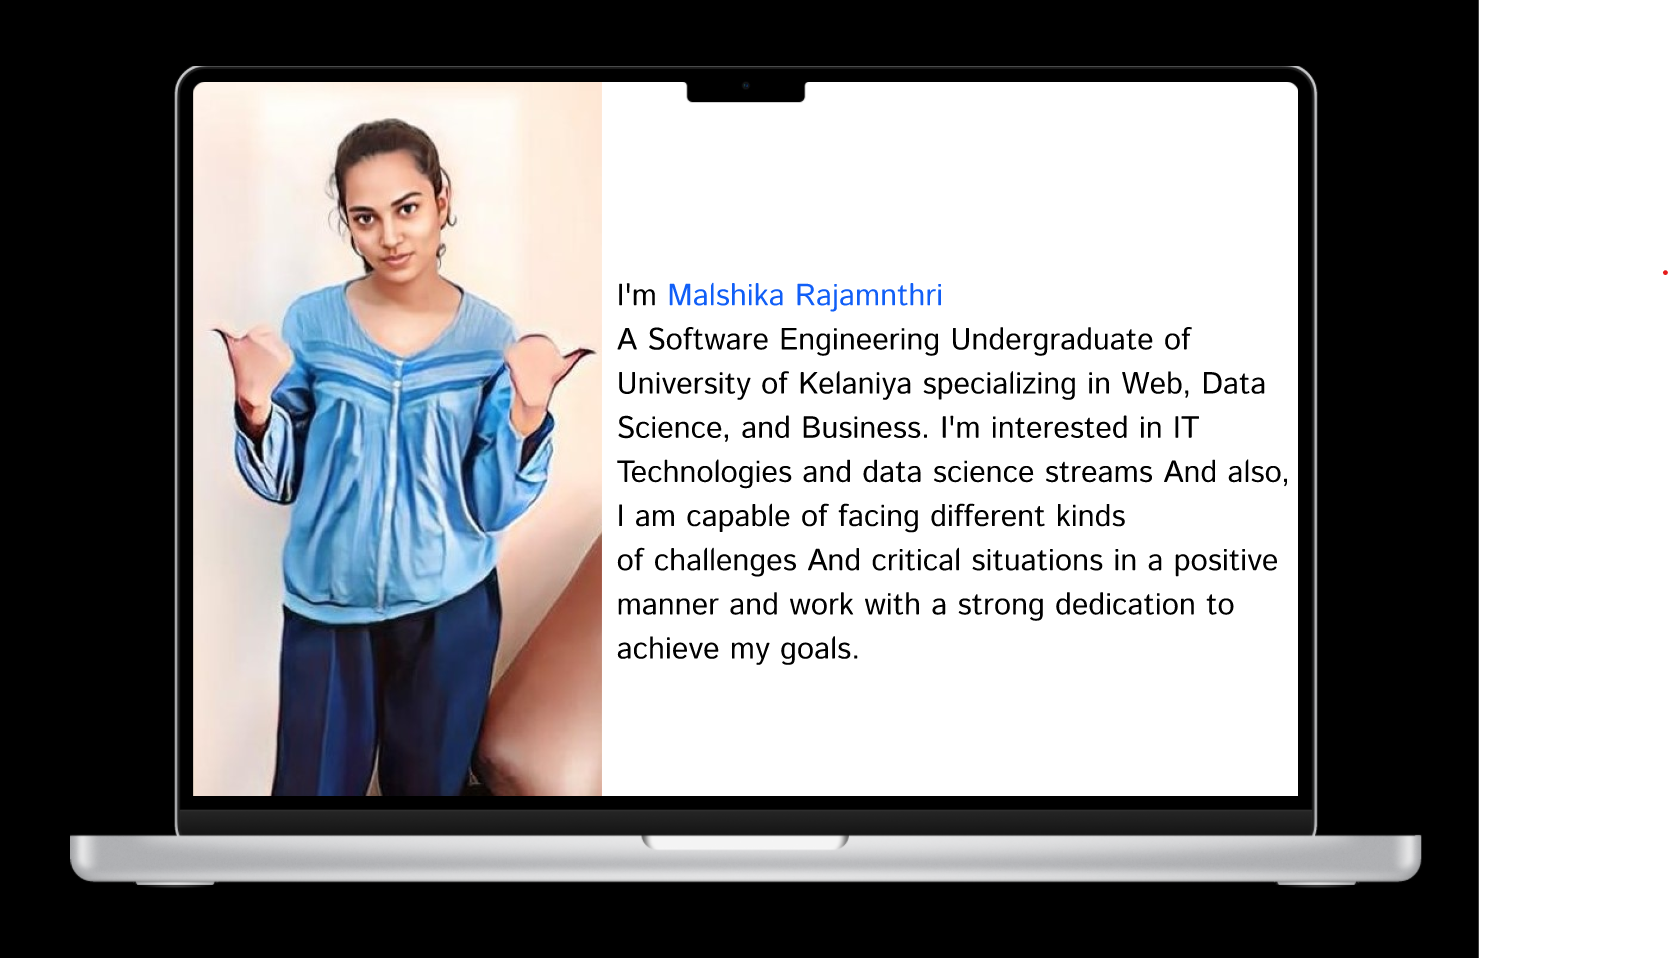 I'm Malshika Rajamnthri
A Software Engineering Undergraduate of
University of Kelaniya specializing in Web, Data
Science, and Business. I'm interested in IT
Technologies and data science streams And also,
I am capable of facing different kinds
of challenges And critical situations in a positive
manner and work with a strong dedication to
achieve my goals.